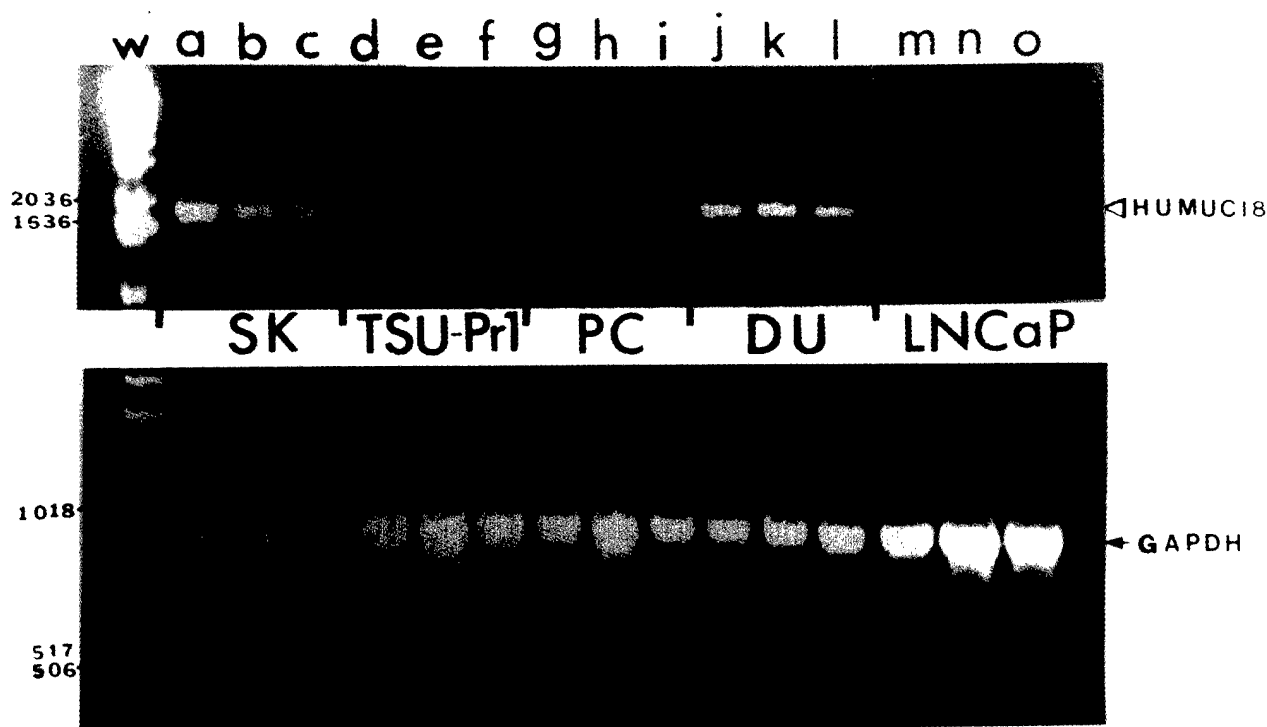 w a b c d e f g h i j k l m n o
2036
1636
HUMUC18
SK TSU-Pr1 PC DU LNCaP
1018
GAPDH
517
506